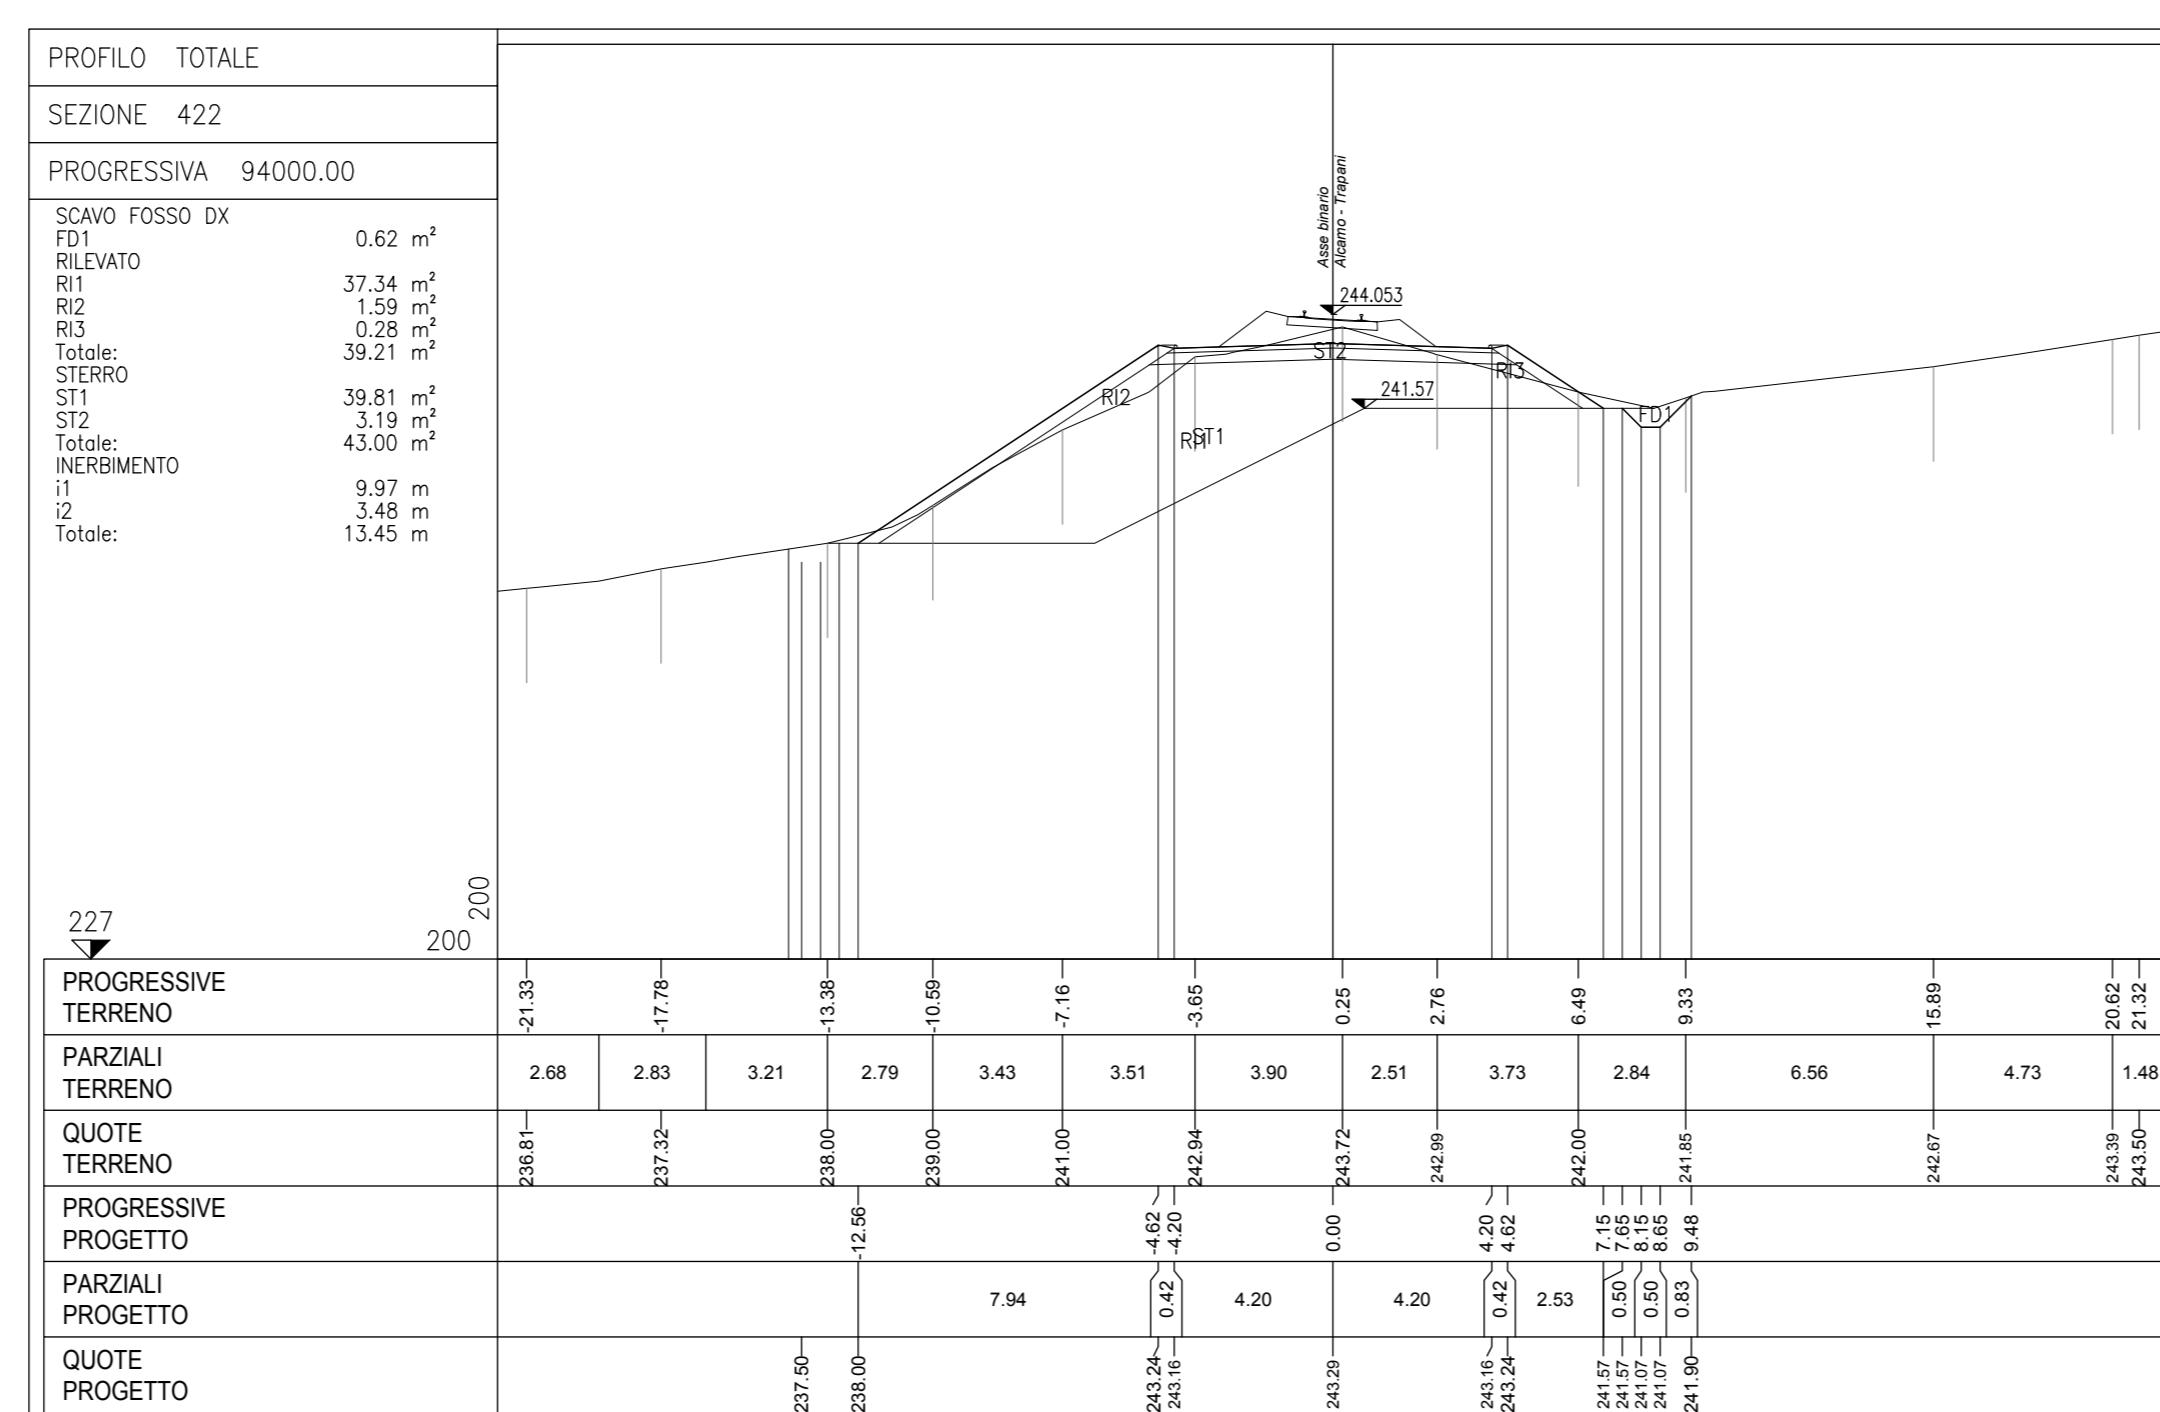 PROFILO TOTALE
SEZIONE 422
PROGRESSIVA 94000.00
SCAVO FOSSO DX
FD1 0.62 m²
RILEVATO
RI1 37.34 m²
RI2 1.59 m²
RI3 0.28 m²
Totale: 39.21 m²
STERRO
ST1 39.81 m²
ST2 3.19 m²
Totale: 43.00 m²
INERBIMENTO
i1 9.97 m
i2 3.48 m
Totale: 13.45 m
Asse binario
Alcamo - Trapani
244.053
ST2
RI3
RI2
241.57
FD1
RI1
ST1
227
200
200
PROGRESSIVE
TERRENO
-21.33 -17.78 -13.38 -10.59 -7.16 -3.65 0.25 2.76 6.49 9.33 15.89 20.62 21.32
PARZIALI
TERRENO
2.68 2.83 3.21 2.79 3.43 3.51 3.90 2.51 3.73 2.84 6.56 4.73 1.48
QUOTE
TERRENO
236.81 237.32 238.00 239.00 241.00 242.94 243.72 242.99 242.00 241.85 242.67 243.39 243.50
PROGRESSIVE
PROGETTO
-12.56 -4.62 -4.20 0.00 4.20 4.62 7.15 7.65 8.15 8.65 9.48
PARZIALI
PROGETTO
7.94 0.42 4.20 4.20 0.42 2.53 0.50 0.50 0.83
QUOTE
PROGETTO
237.50 238.00 243.24 243.16 243.29 243.16 243.24 241.57 241.57 241.07 241.07 241.90